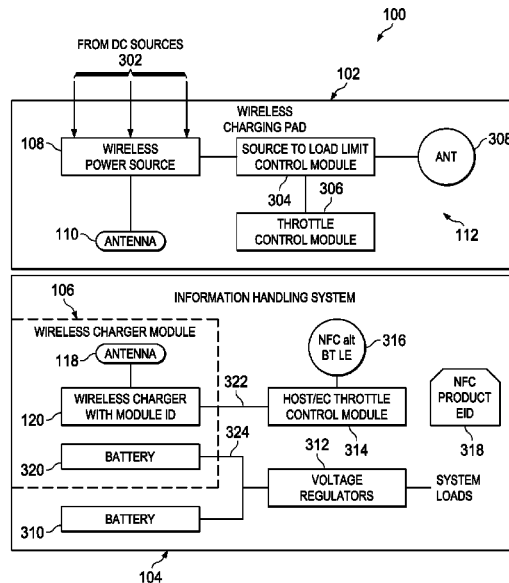 100
FROM DC SOURCES
302
102
WIRELESS
CHARGING PAD
108
WIRELESS
POWER SOURCE
SOURCE TO LOAD LIMIT
CONTROL MODULE
ANT
308
304
306
110
ANTENNA
THROTTLE
CONTROL MODULE
112
106
INFORMATION HANDLING SYSTEM
WIRELESS CHARGER MODULE
118
ANTENNA
NFC alt
BT LE
316
120
WIRELESS CHARGER
WITH MODULE ID
322
HOST/EC THROTTLE
CONTROL MODULE
NFC
PRODUCT
EID
324
312
314
318
320
BATTERY
VOLTAGE
REGULATORS
SYSTEM
LOADS
310
BATTERY
104